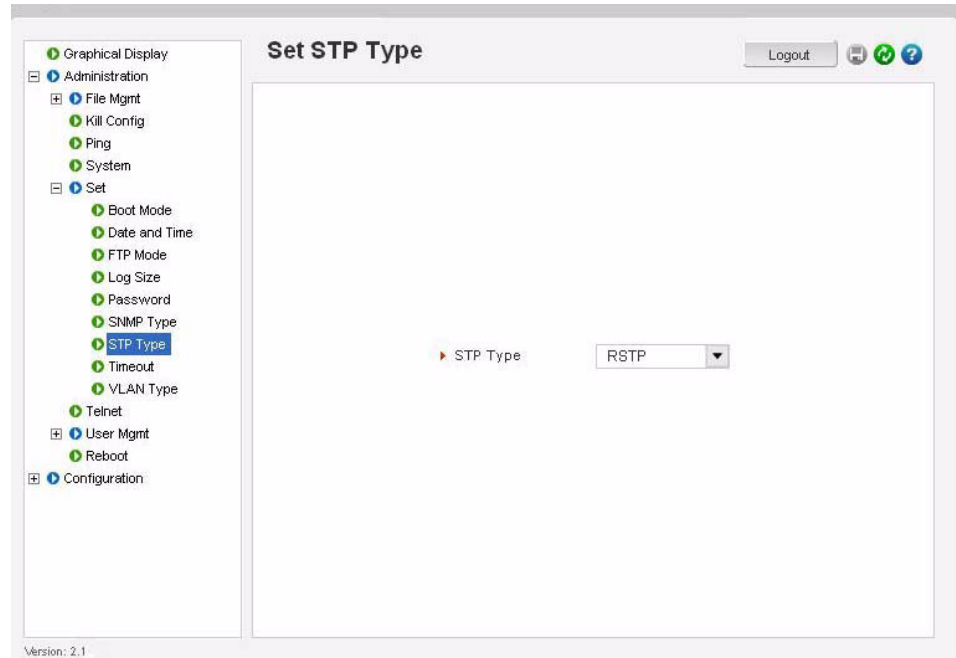 Set STP Type
Logout
Graphical Display
Administration
File Mgmt
Kill Config
Ping
System
Set
Boot Mode
Date and Time
FTP Mode
Log Size
Password
SNMP Type
STP Type
Timeout
VLAN Type
Telnet
User Mgmt
Reboot
Configuration
STP Type RSTP
Version: 2.1